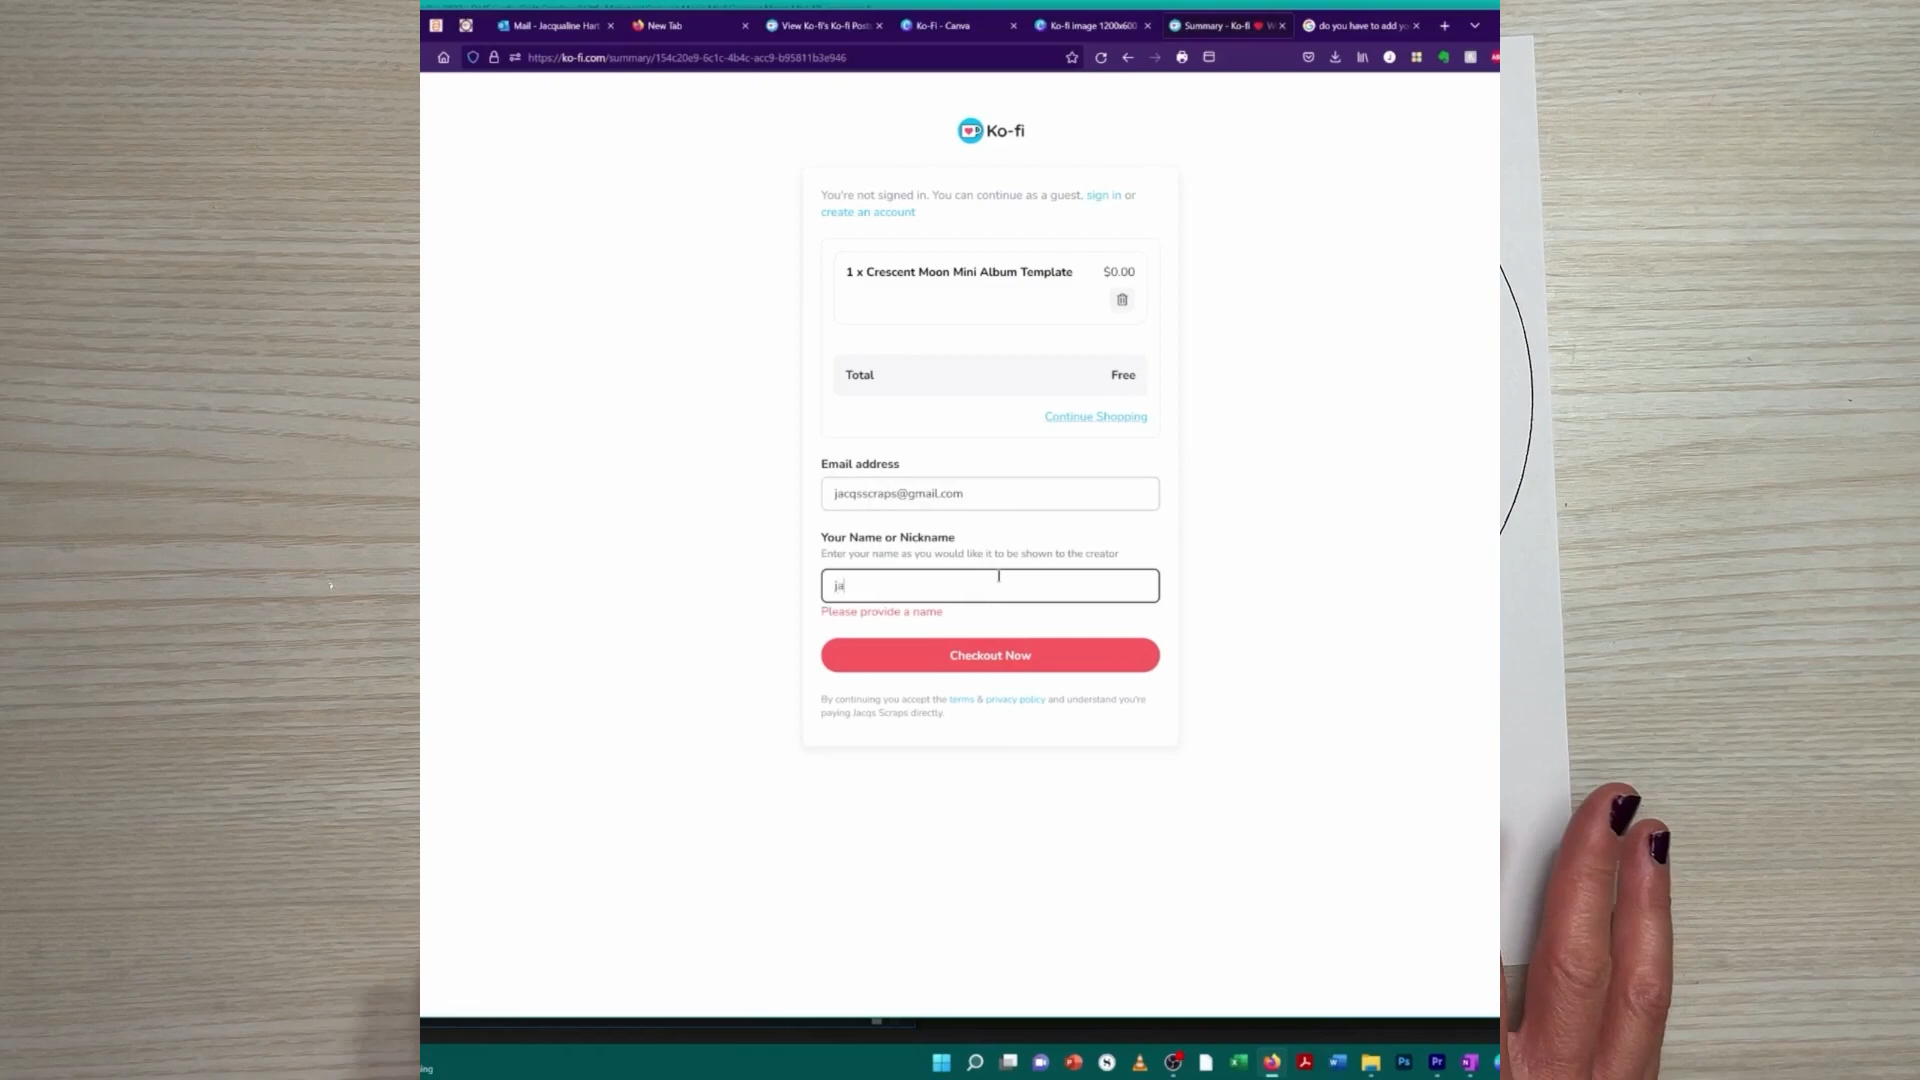 Mail - Jacqualine Hart
New Tab
View Ko-fi's Ko-fi Post
Ko-Fi - Canva
Ko-fi image 1200x600
Summary - Ko-fi ❤ W
do you have to add yo
https://ko-fi.com/summary/154c20e9-6c1c-4b4c-acc9-b95811b3e946
Ko-fi
You're not signed in. You can continue as a guest, sign in or
create an account
1 x Crescent Moon Mini Album Template $0.00
Total Free
Continue Shopping
Email address
jacqsscraps@gmail.com
Your Name or Nickname
Enter your name as you would like it to be shown to the creator
ja
Please provide a name
Checkout Now
By continuing you accept the terms & privacy policy and understand you're
paying Jacqs Scraps directly.
ing